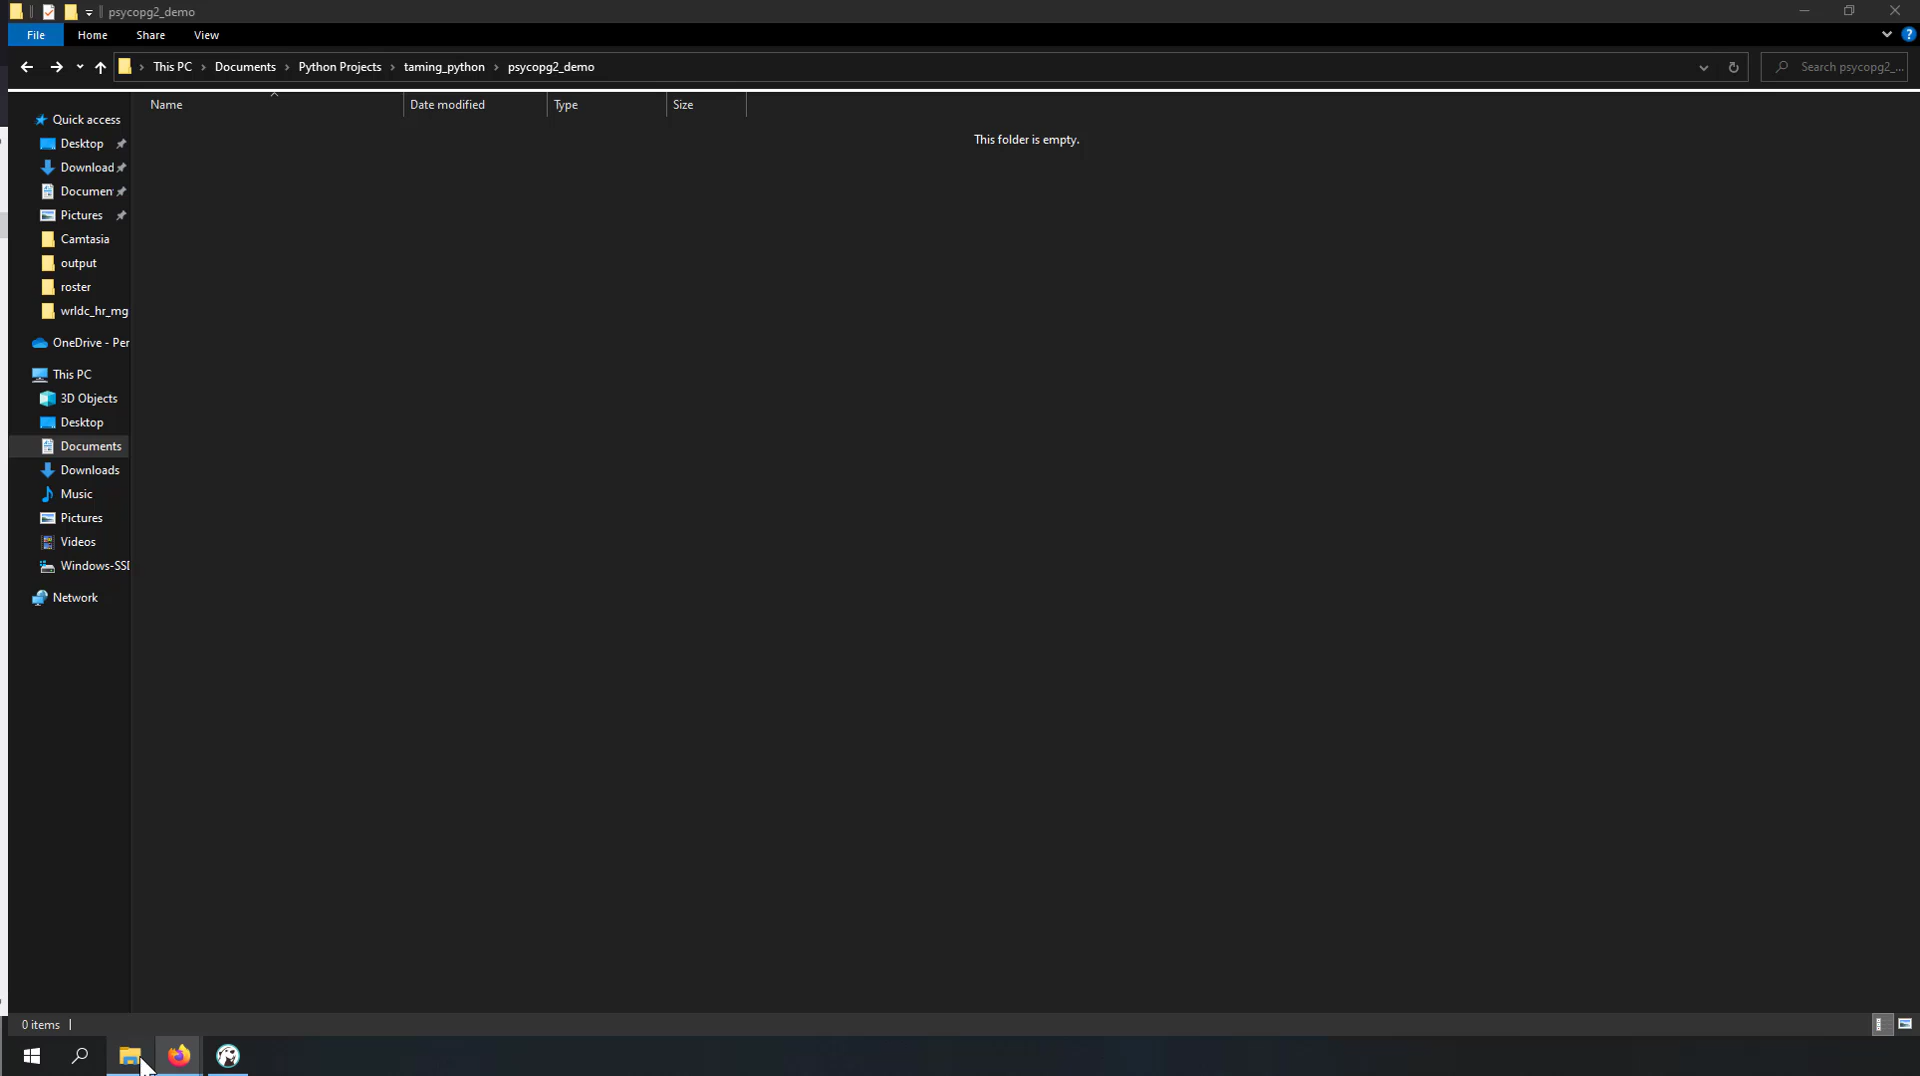 psycopg2_demo
File Home Share View
This PC Documents Python Projects taming_python psycopg2_demo
Search psycopg2_...
Name Date modified Type Size
This folder is empty.
Quick access
Desktop
Download
Documen
Pictures
Camtasia
output
roster
wrldc_hr_mg
OneDrive - Per
This PC
3D Objects
Desktop
Documents
Downloads
Music
Pictures
Videos
Windows-SSD
Network
0 items